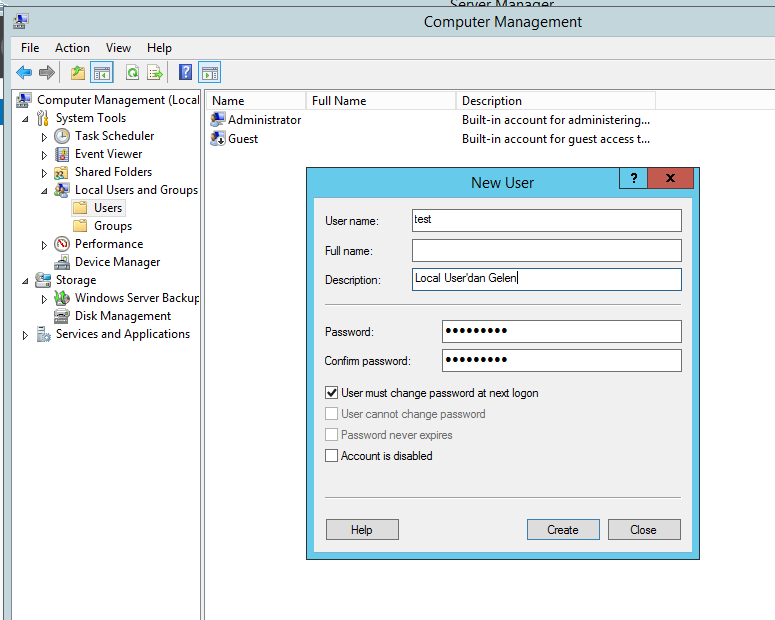 Server Manager
Computer Management
File Action View Help
Computer Management (Local
System Tools
Task Scheduler
Event Viewer
Shared Folders
Local Users and Groups
Users
Groups
Performance
Device Manager
Storage
Windows Server Backup
Disk Management
Services and Applications
Name Full Name Description
Administrator Built-in account for administering...
Guest Built-in account for guest access t...
New User
?
User name: test
Full name:
Description: Local User'dan Gelen
Password: •••••••••
Confirm password: •••••••••
User must change password at next logon
User cannot change password
Password never expires
Account is disabled
Help Create Close